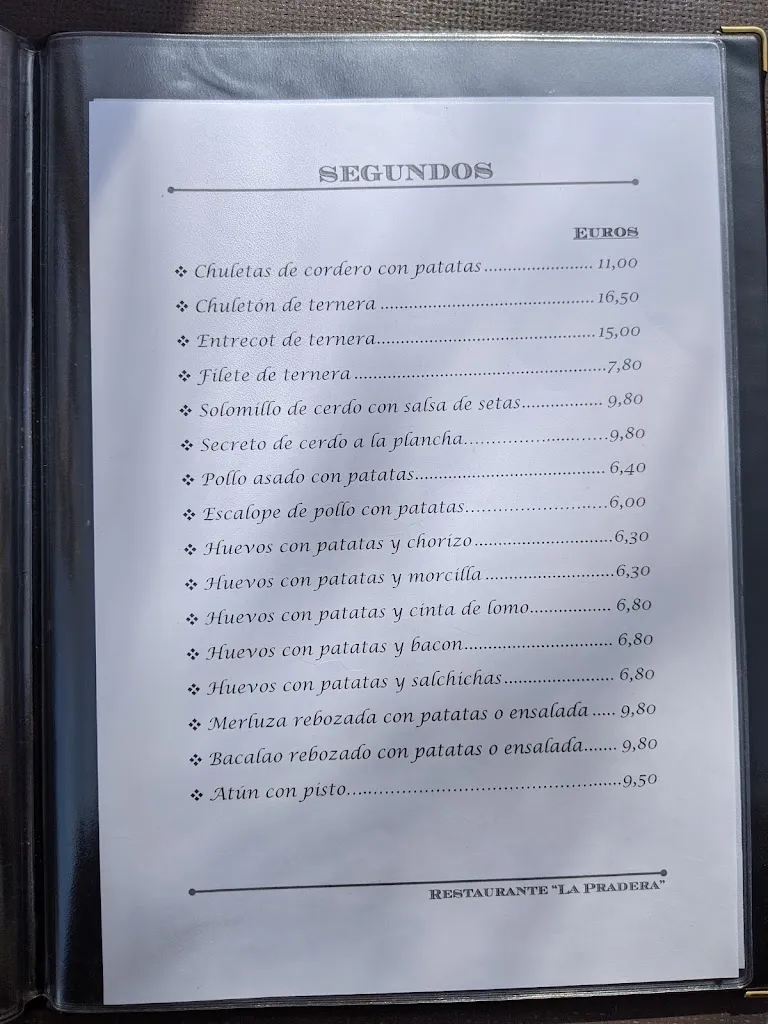 SEGUNDOS
EUROS
❖ Chuletas de cordero con patatas...................... 11,00
❖ Chuletón de ternera ............................................ 16,50
❖ Entrecot de ternera............................................. 15,00
❖ Filete de ternera ...................................................7,80
❖ Solomillo de cerdo con salsa de setas................ 9,80
❖ Secreto de cerdo a la plancha.............................9,80
❖ Pollo asado con patatas....................................... 6,40
❖ Escalope de pollo con patatas.............................6,00
❖ Huevos con patatas y chorizo ............................6,30
❖ Huevos con patatas y morcilla ..........................6,30
❖ Huevos con patatas y cinta de lomo................. 6,80
❖ Huevos con patatas y bacon............................... 6,80
❖ Huevos con patatas y salchichas ....................... 6,80
❖ Merluza rebozada con patatas o ensalada ..... 9,80
❖ Bacalao rebozado con patatas o ensalada....... 9,80
❖ Atún con pisto.......................................................9,50
RESTAURANTE "LA PRADERA"